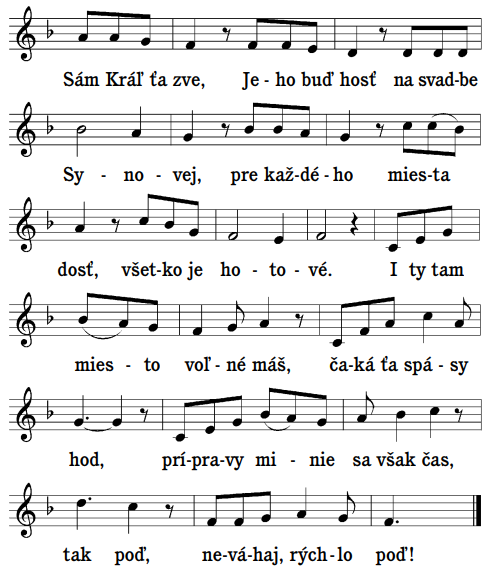 Sám Kráľ ťa zve, Je - ho buď hosť na svad-be
Sy - no - vej, pre kaž-dé-ho mies-ta
dosť, všet-ko je ho - to - vé. I ty tam
mies - to voľ-né máš, ča-ká ťa spá-sy
hod, prí-pra-vy mi - nie sa však čas,
tak poď, ne-vá-haj, rých-lo poď!